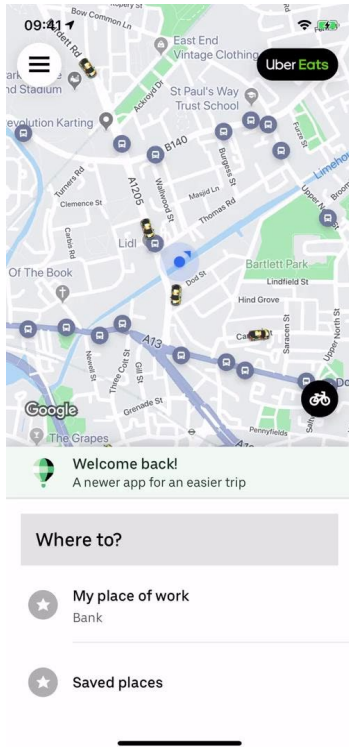 09:41
Bow Common Ln
East End
Vintage Clothing
Uber Eats
St Paul's Way
Trust School
Ackroyd Dr
nd Stadium
evolution Karting
B140
Burgess St
Furze St
Turners Rd
A1205
Wallwood St
Masjid Ln
Thomas Rd
Clemence St
Carbis Rd
Lidl
Bartlett Park
Dod St
Lindfield St
Of The Book
Hind Grove
Saracen St
Upper North St
A13
Newell St
Three Colt St
Gill St
Grenade St
Google
The Grapes
Pennyfields
Welcome back!
A newer app for an easier trip
Where to?
My place of work
Bank
Saved places